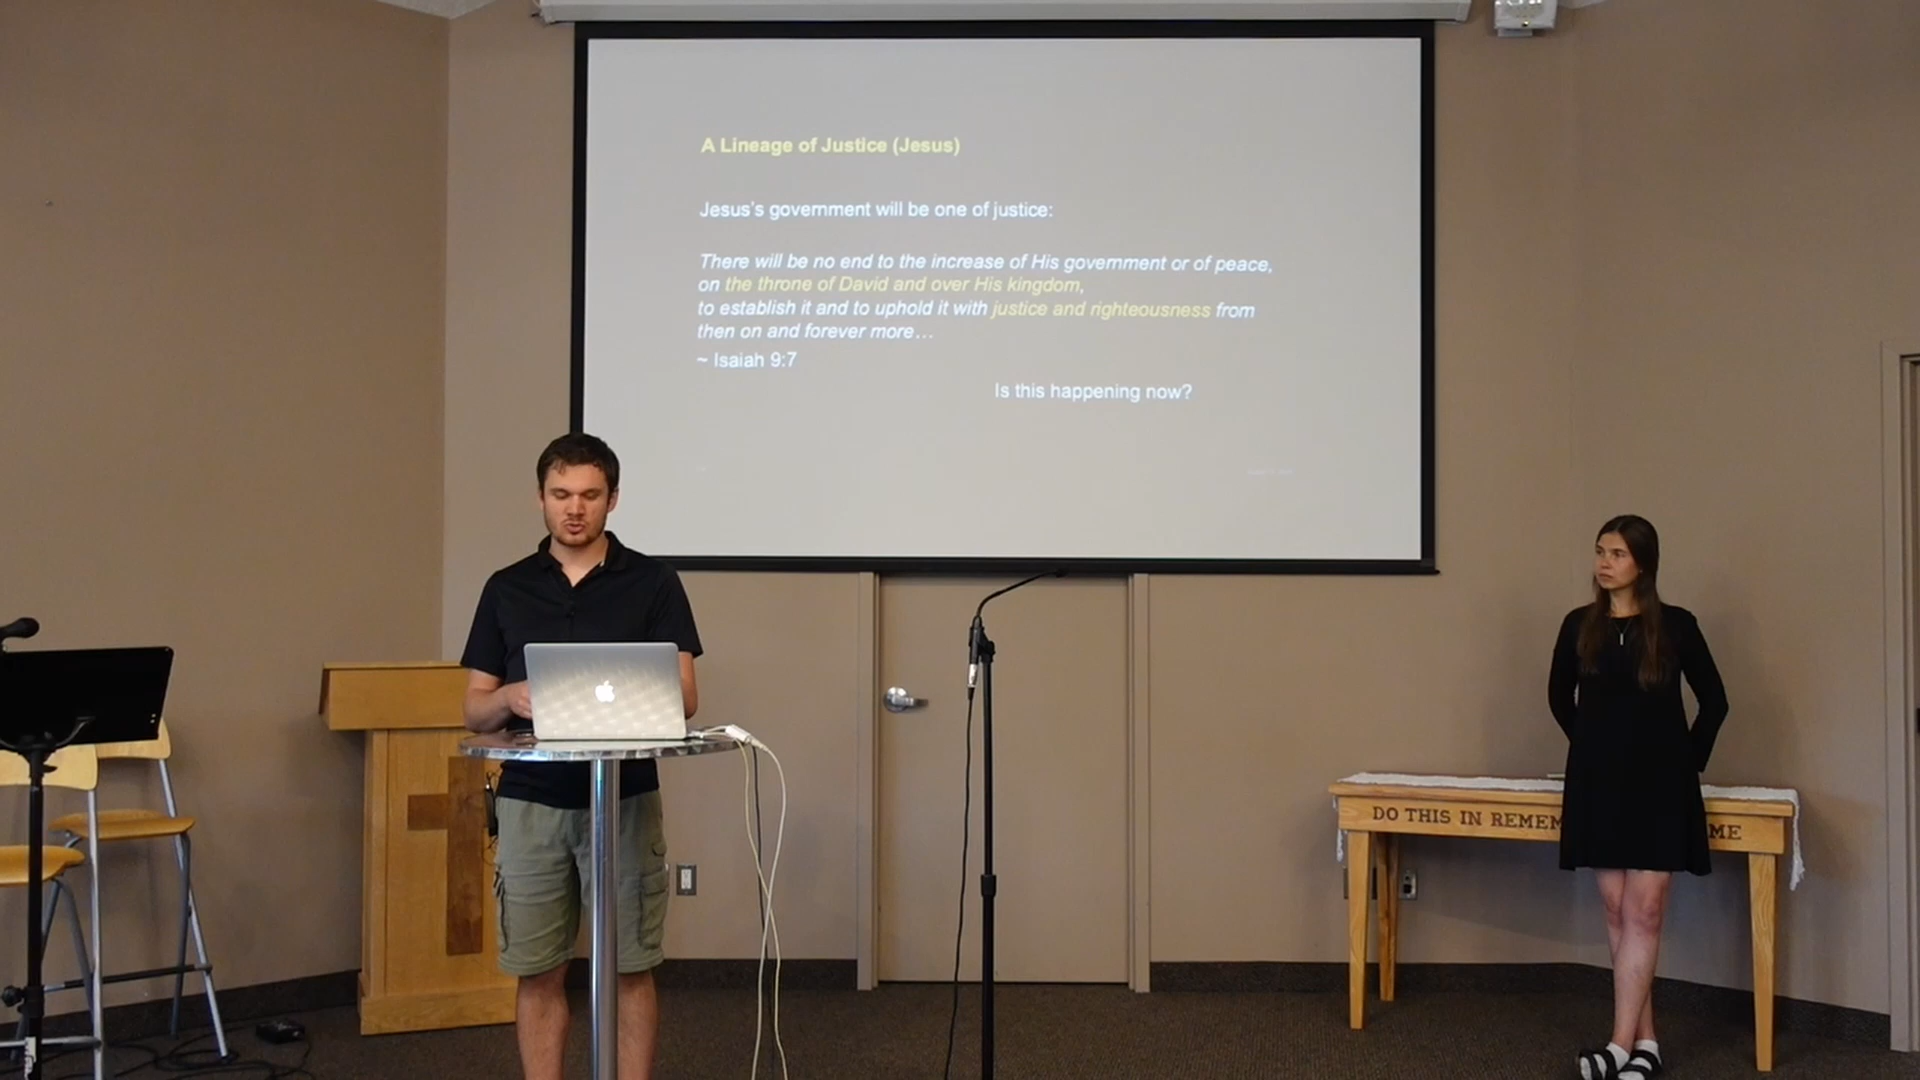 A Lineage of Justice (Jesus)
Jesus's government will be one of justice:
There will be no end to the increase of His government or of peace,
on the throne of David and over His kingdom,
to establish it and to uphold it with justice and righteousness from
then on and forever more…
~ Isaiah 9:7
Is this happening now?
DO THIS IN REMEM ME